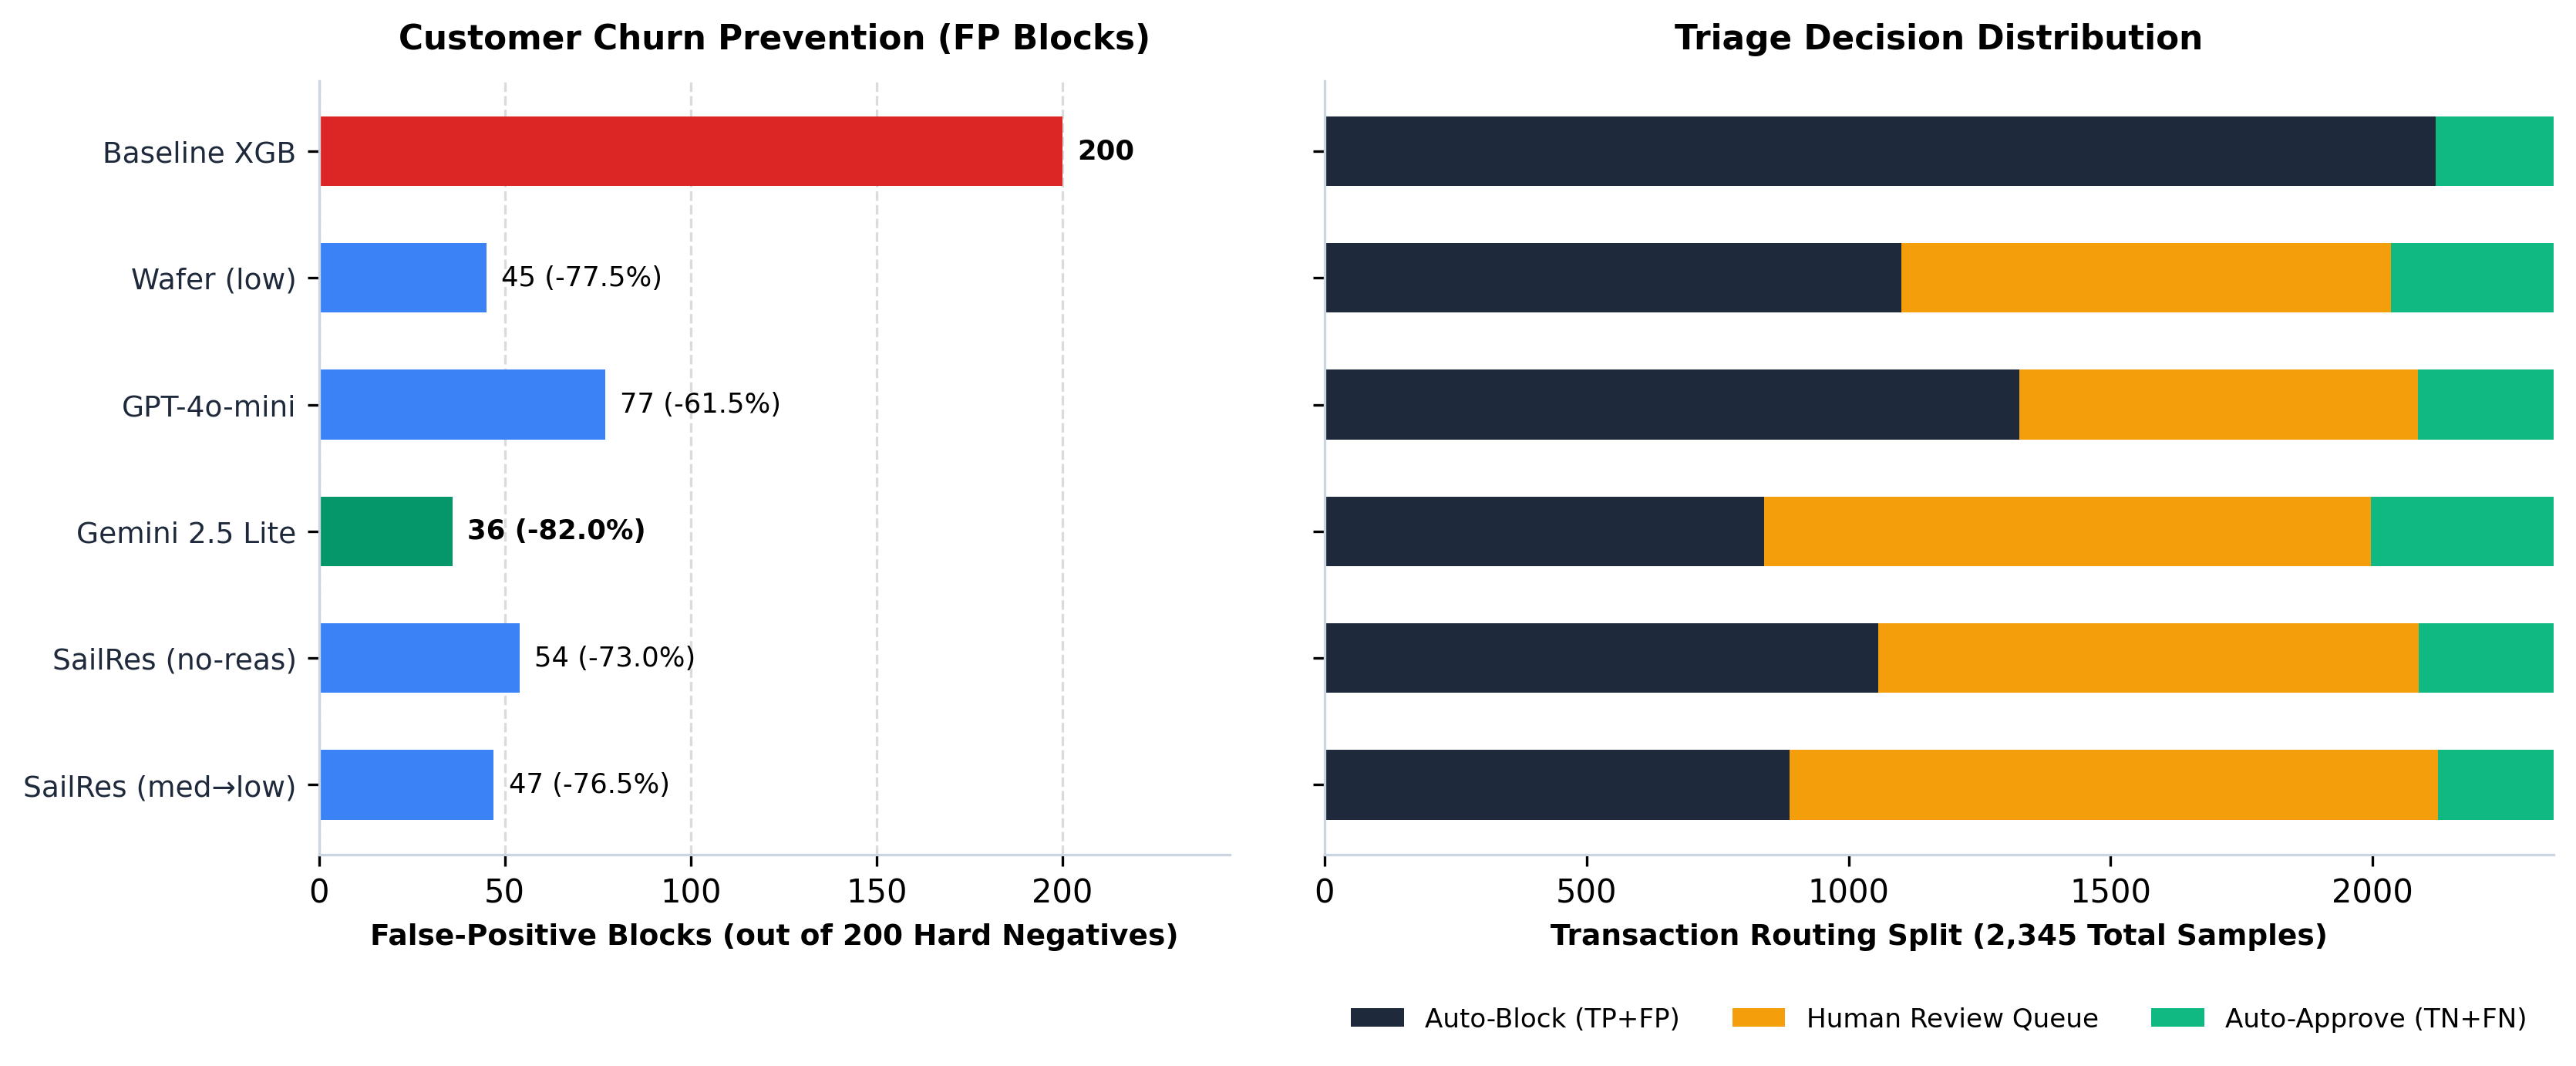 Customer Churn Prevention (FP Blocks)
Baseline XGB
200
Wafer (low)
45 (-77.5%)
GPT-4o-mini
77 (-61.5%)
Gemini 2.5 Lite
36 (-82.0%)
SailRes (no-reas)
54 (-73.0%)
SailRes (med→low)
47 (-76.5%)
0 50 100 150 200
False-Positive Blocks (out of 200 Hard Negatives)
Triage Decision Distribution
0 500 1000 1500 2000
Transaction Routing Split (2,345 Total Samples)
Auto-Block (TP+FP) Human Review Queue Auto-Approve (TN+FN)